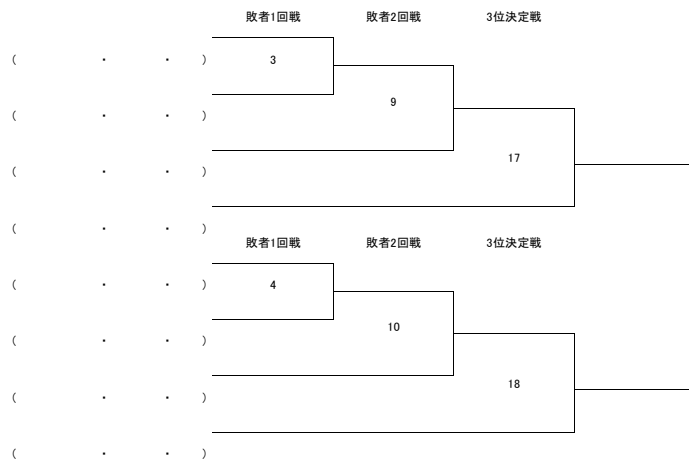 敗者1回戦 敗者2回戦 3位決定戦
( ・ ・ ) 3
9
( ・ ・ )
17
( ・ ・ )
( ・ ・ )
敗者1回戦 敗者2回戦 3位決定戦
( ・ ・ ) 4
10
( ・ ・ )
18
( ・ ・ )
( ・ ・ )